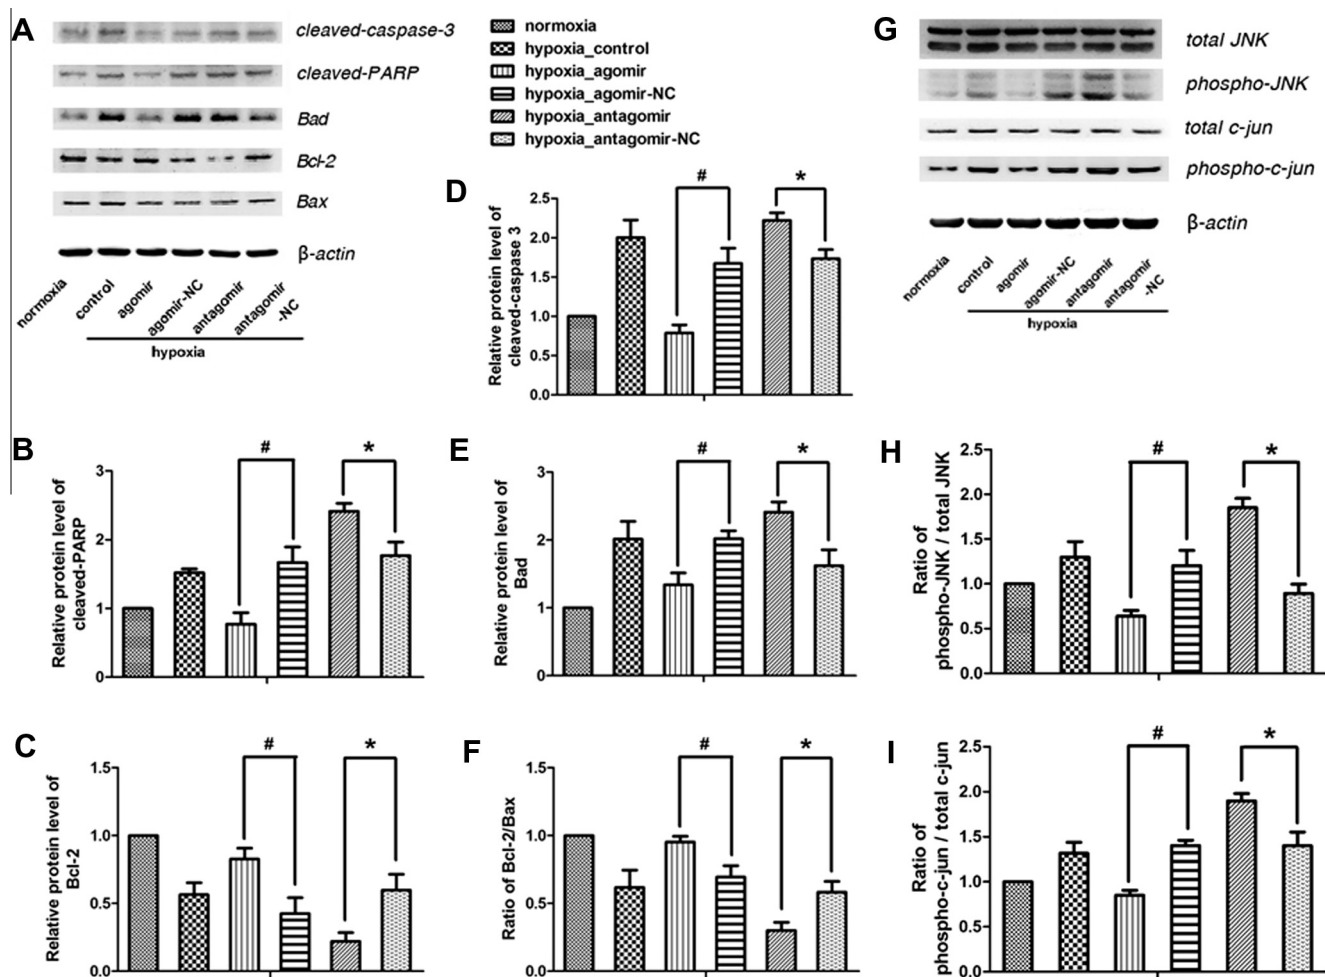 A
cleaved-caspase-3
cleaved-PARP
Bad
Bcl-2
Bax
β-actin
normoxia
control
agomir
agomir-NC
antagomir
antagomir
-NC
hypoxia
normoxia
hypoxia_control
hypoxia_agomir
hypoxia_agomir-NC
hypoxia_antagomir
hypoxia_antagomir-NC
G
total JNK
phospho-JNK
total c-jun
phospho-c-jun
β-actin
normoxia
control
agomir
agomir-NC
antagomir
antagomir
-NC
hypoxia
D
Relative protein level of
cleaved-caspase 3
2.5
2.0
1.5
1.0
0.5
0.0
#
*
B
Relative protein level of
cleaved-PARP
3
2
1
0
#
*
E
Relative protein level of
Bad
3
2
1
0
#
*
H
Ratio of
phospho-JNK / total JNK
2.5
2.0
1.5
1.0
0.5
0.0
#
*
C
Relative protein level of
Bcl-2
1.5
1.0
0.5
0.0
#
*
F
Ratio of Bcl-2/Bax
1.5
1.0
0.5
0.0
#
*
I
Ratio of
phospho-c-jun / total c-jun
2.5
2.0
1.5
1.0
0.5
0.0
#
*